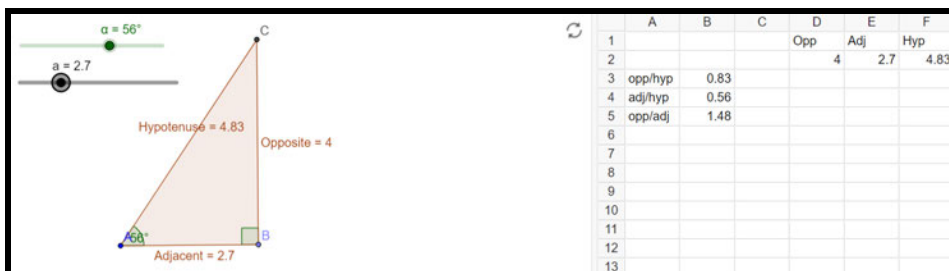 α = 56°
a = 2.7
C
Hypotenuse = 4.83
Opposite = 4
A
56°
B
Adjacent = 2.7
A B C D E F
1 Opp Adj Hyp
2 4 2.7 4.83
3 opp/hyp 0.83
4 adj/hyp 0.56
5 opp/adj 1.48
6
7
8
9
10
11
12
13